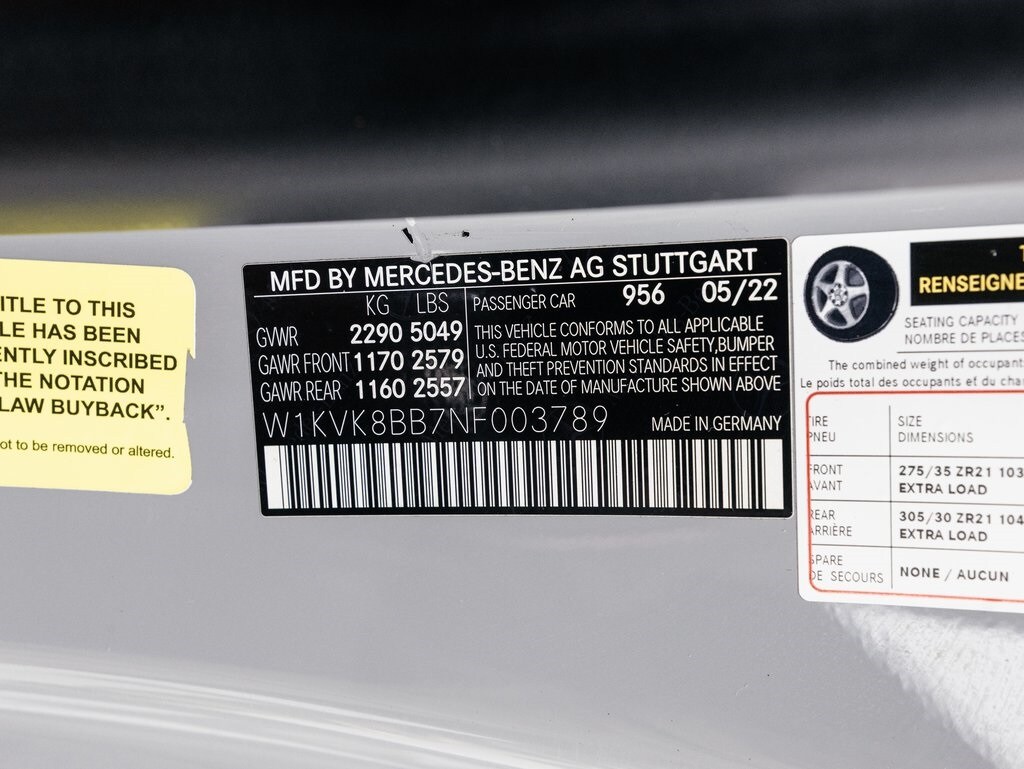 ITLE TO THIS
LE HAS BEEN
ENTLY INSCRIBED
THE NOTATION
LAW BUYBACK".
ot to be removed or altered.
MFD BY MERCEDES-BENZ AG STUTTGART
KG LBS PASSENGER CAR 956 05/22
GVWR 2290 5049
GAWR FRONT 1170 2579
GAWR REAR 1160 2557
THIS VEHICLE CONFORMS TO ALL APPLICABLE
U.S. FEDERAL MOTOR VEHICLE SAFETY,BUMPER
AND THEFT PREVENTION STANDARDS IN EFFECT
ON THE DATE OF MANUFACTURE SHOWN ABOVE
W1KVK8BB7NF003789 MADE IN GERMANY
RENSEIGNE
SEATING CAPACITY
NOMBRE DE PLACES
The combined weight of occupant
Le poids total des occupants et du cha
IRE SIZE
PNEU DIMENSIONS
FRONT 275/35 ZR21 103
AVANT EXTRA LOAD
REAR 305/30 ZR21 104
ARRIÈRE EXTRA LOAD
SPARE NONE / AUCUN
DE SECOURS